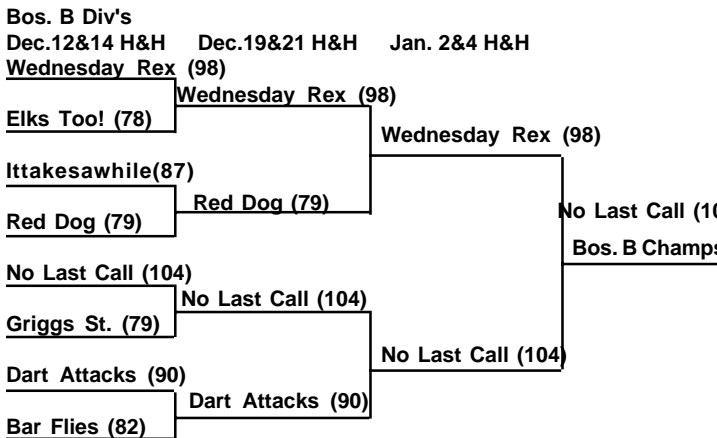 Bos. B Div's
Dec.12&14 H&H Dec.19&21 H&H Jan. 2&4 H&H
Wednesday Rex (98)
Wednesday Rex (98)
Elks Too! (78)
Wednesday Rex (98)
Ittakesawhile(87)
Red Dog (79)
Red Dog (79)
No Last Call
Bos. B Champs
No Last Call (104)
No Last Call (104)
Griggs St. (79)
No Last Call (104)
Dart Attacks (90)
Dart Attacks (90)
Bar Flies (82)